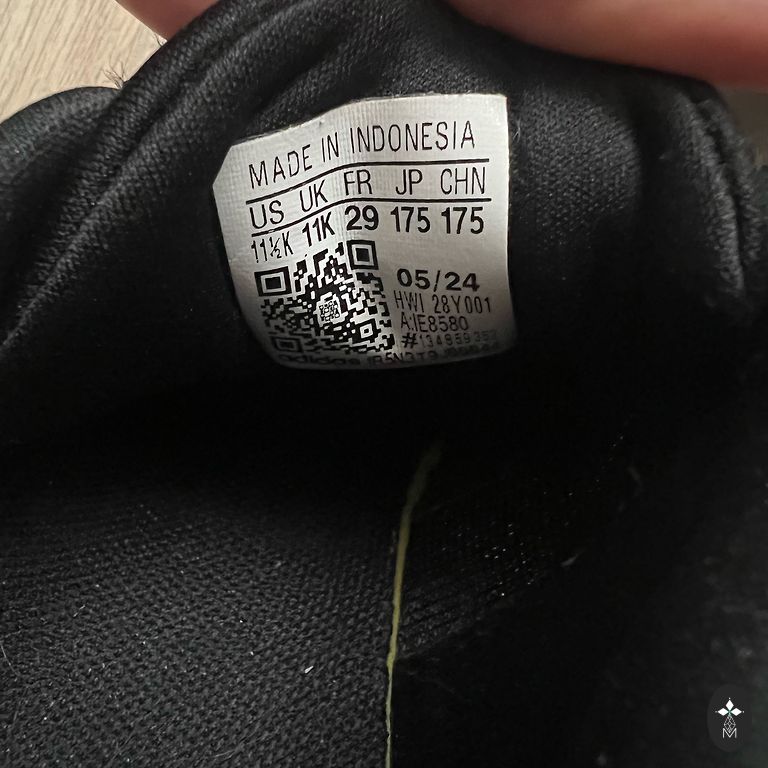 MADE IN INDONESIA
US UK FR JP CHN
11½K 11K 29 175 175
05/24
HWI 28Y001
A:IE8580
adidas
M